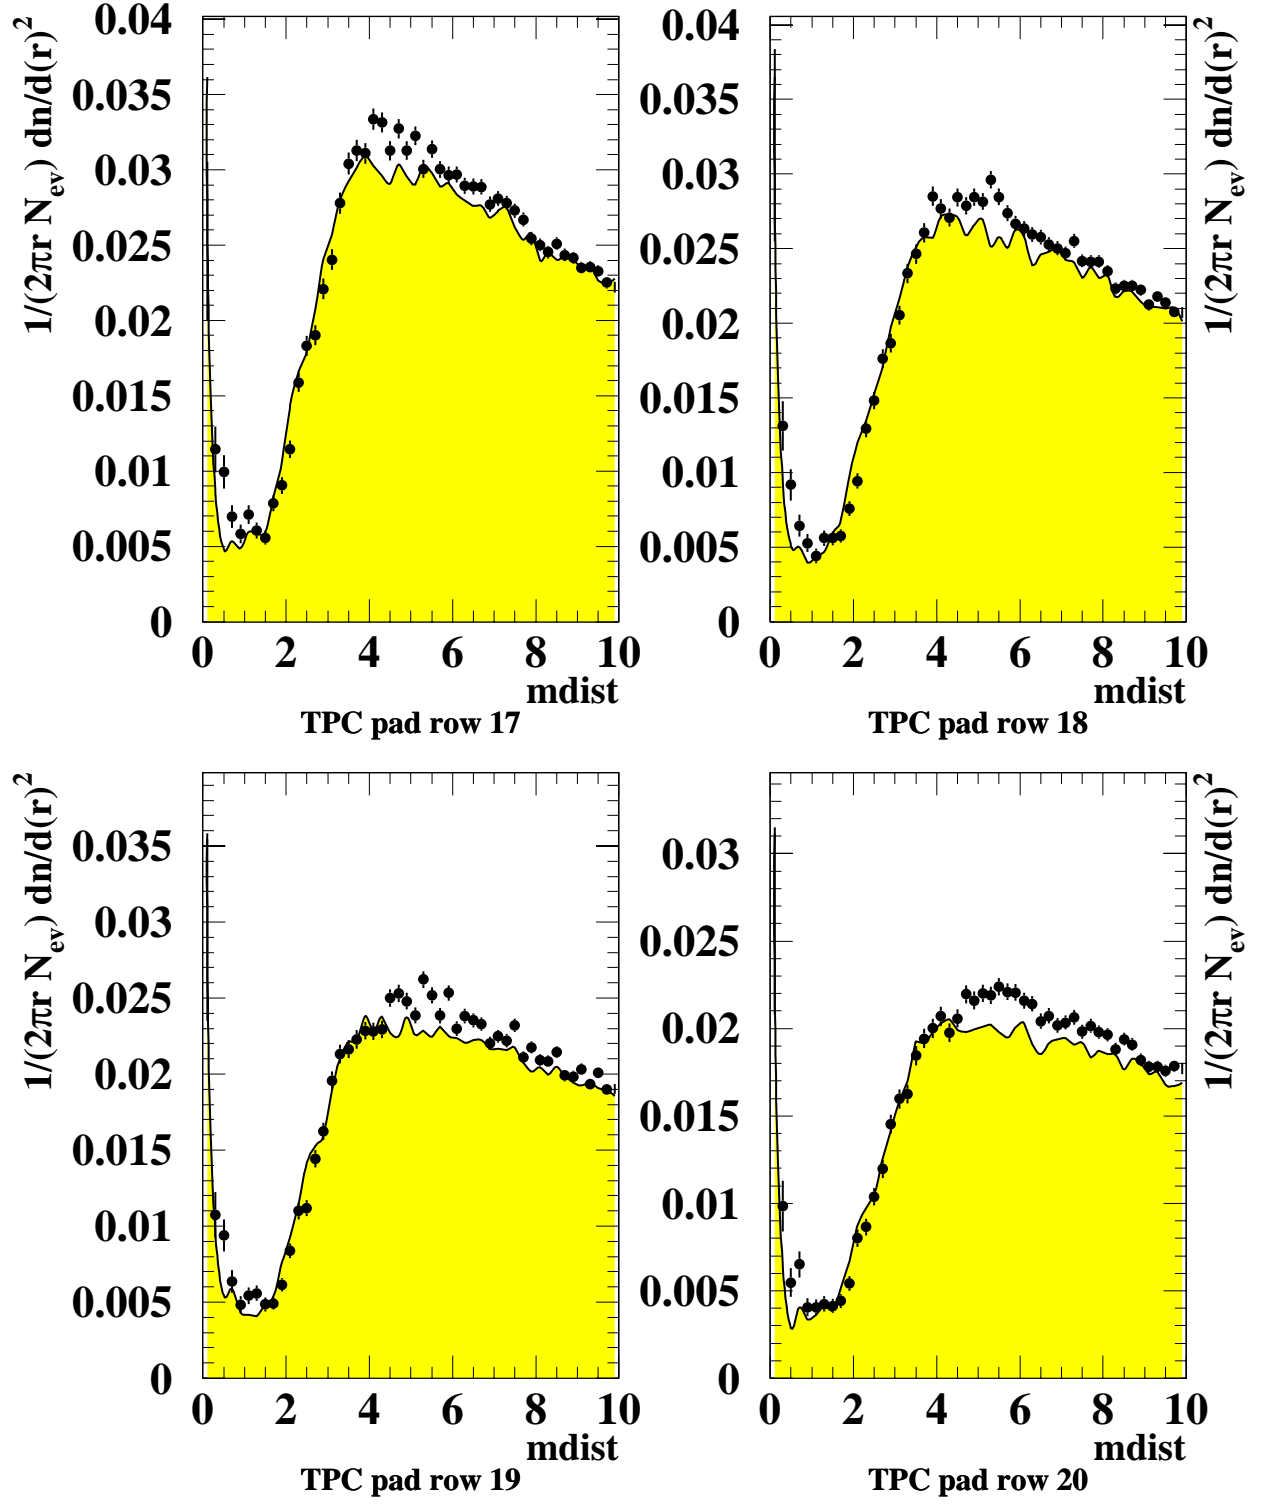 1/(2πr N_ev) dn/d(r)^2
0.04
0.035
0.03
0.025
0.02
0.015
0.01
0.005
0
0 2 4 6 8 10
mdist
TPC pad row 17
1/(2πr N_ev) dn/d(r)^2
0.04
0.035
0.03
0.025
0.02
0.015
0.01
0.005
0
0 2 4 6 8 10
mdist
TPC pad row 18
1/(2πr N_ev) dn/d(r)^2
0.035
0.03
0.025
0.02
0.015
0.01
0.005
0
0 2 4 6 8 10
mdist
TPC pad row 19
1/(2πr N_ev) dn/d(r)^2
0.03
0.025
0.02
0.015
0.01
0.005
0
0 2 4 6 8 10
mdist
TPC pad row 20